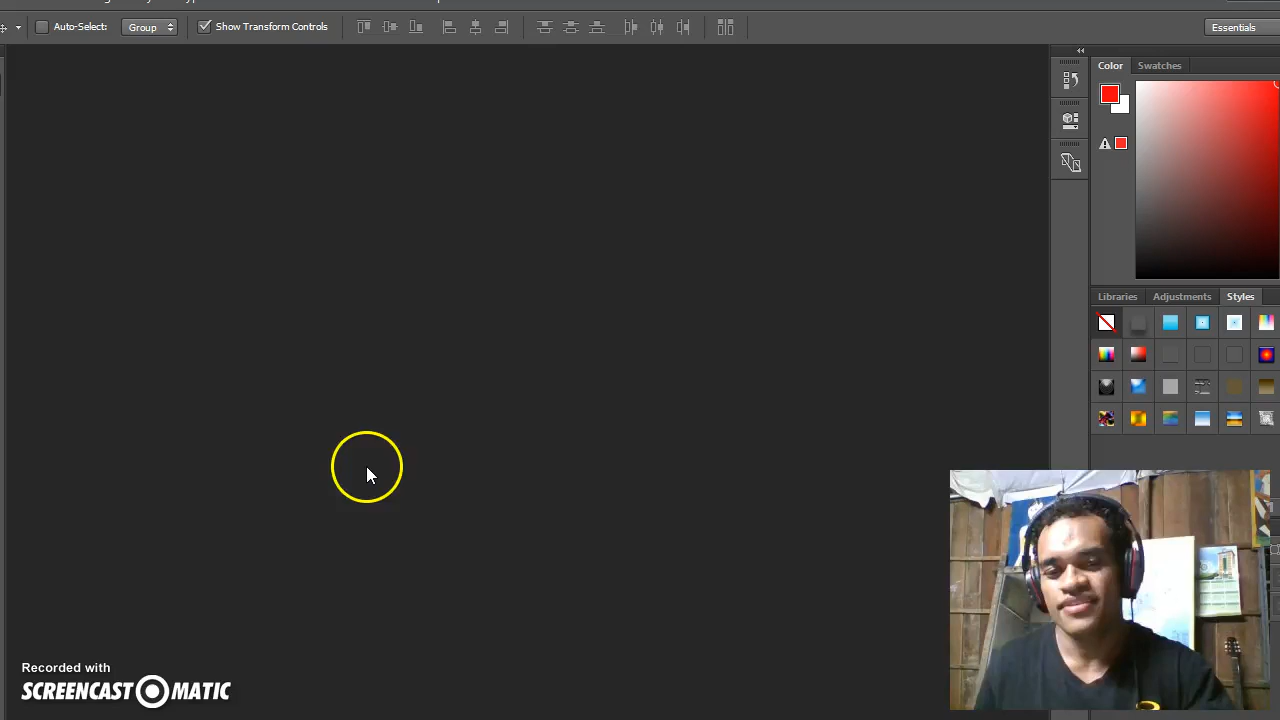 Auto-Select: Group Show Transform Controls Essentials
Color Swatches
Libraries Adjustments Styles
Recorded with
SCREENCAST MATIC